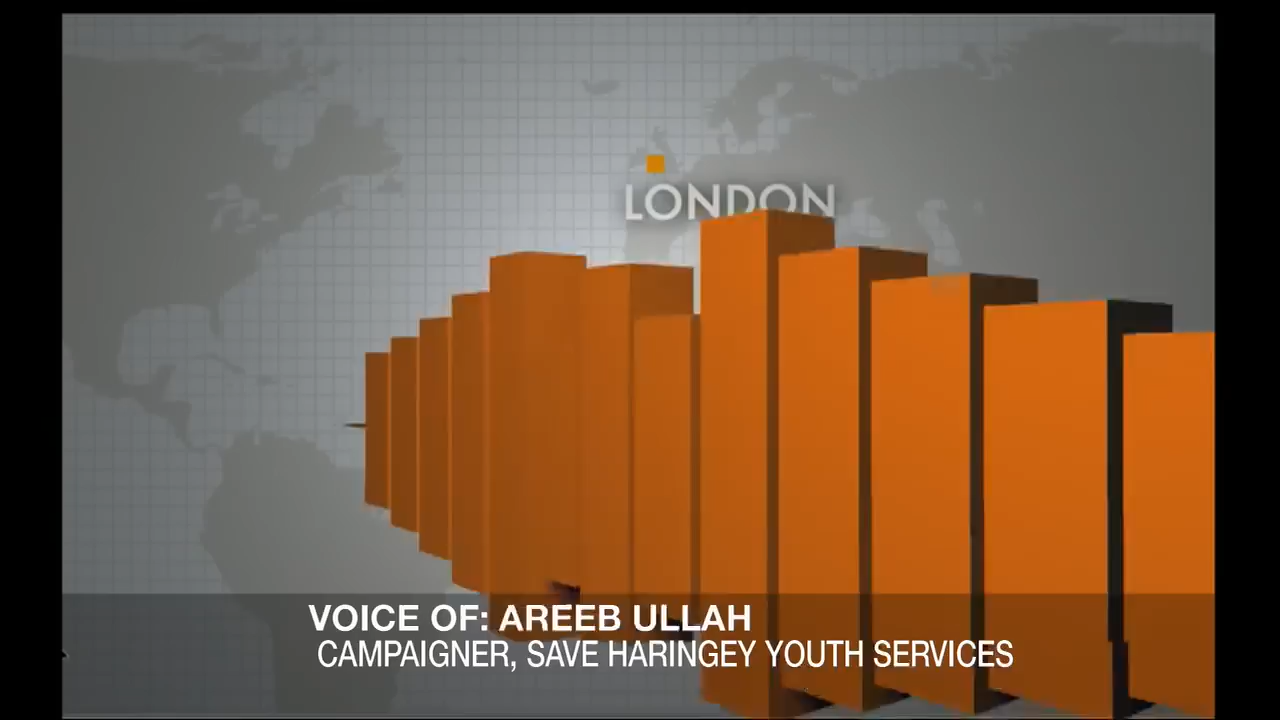 LONDON
VOICE OF: AREEB ULLAH
CAMPAIGNER, SAVE HARINGEY YOUTH SERVICES